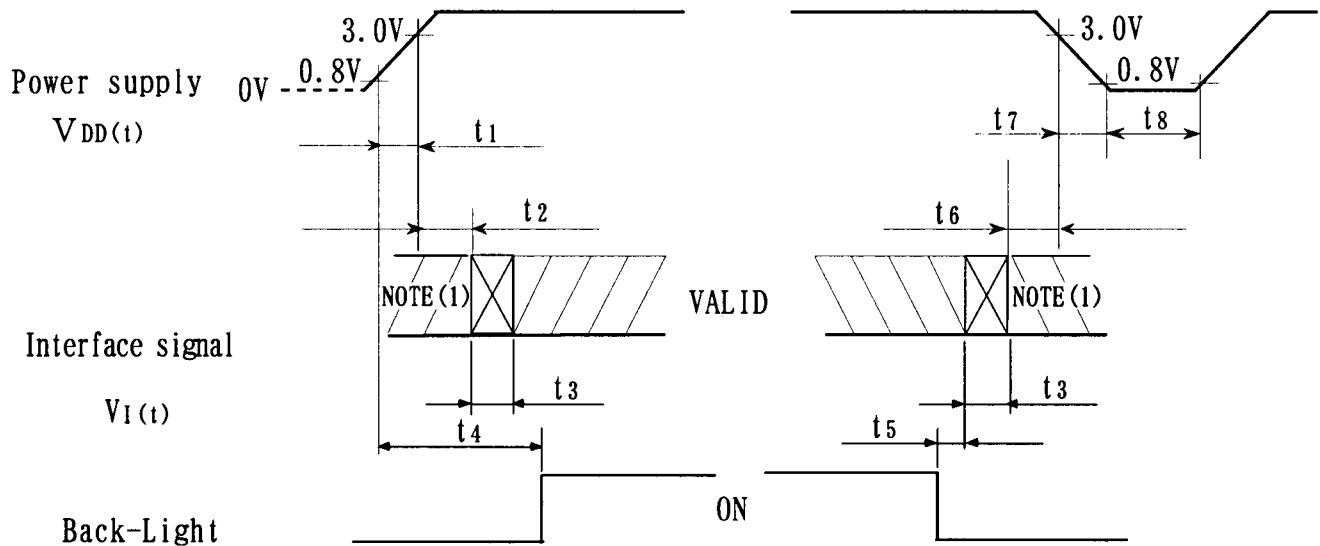 3.0V
3.0V
0.8V
0.8V
Power supply
0V
VDD(t)
t1
t7
t8
t2
t6
NOTE(1)
VALID
NOTE(1)
Interface signal
VI(t)
t3
t3
t4
t5
ON
Back-Light